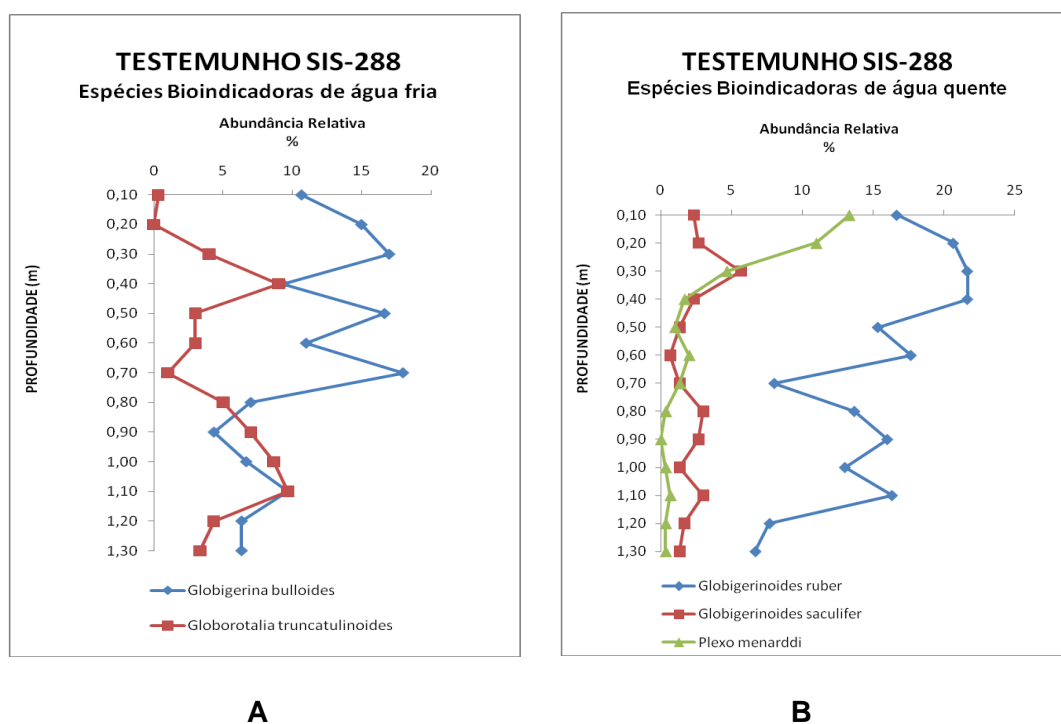 TESTEMUNHO SIS-288
Espécies Bioindicadoras de água fria
Abundância Relativa
%
0 5 10 15 20
0,10
0,20
0,30
0,40
0,50
0,60
0,70
0,80
0,90
1,00
1,10
1,20
1,30
PROFUNDIDADE (m)
Globigerina bulloides
Globorotalia truncatulinoides
A
TESTEMUNHO SIS-288
Espécies Bioindicadoras de água quente
Abundância Relativa
%
0 5 10 15 20 25
0,10
0,20
0,30
0,40
0,50
0,60
0,70
0,80
0,90
1,00
1,10
1,20
1,30
PROFUNDIDADE (m)
Globigerinoides ruber
Globigerinoides saculifer
Plexo menarddi
B